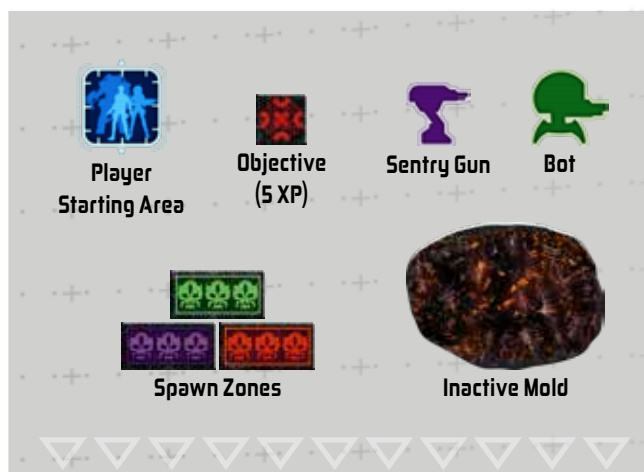 Player
Starting Area
Objective
(5 XP)
Sentry Gun
Bot
Spawn Zones
Inactive Mold